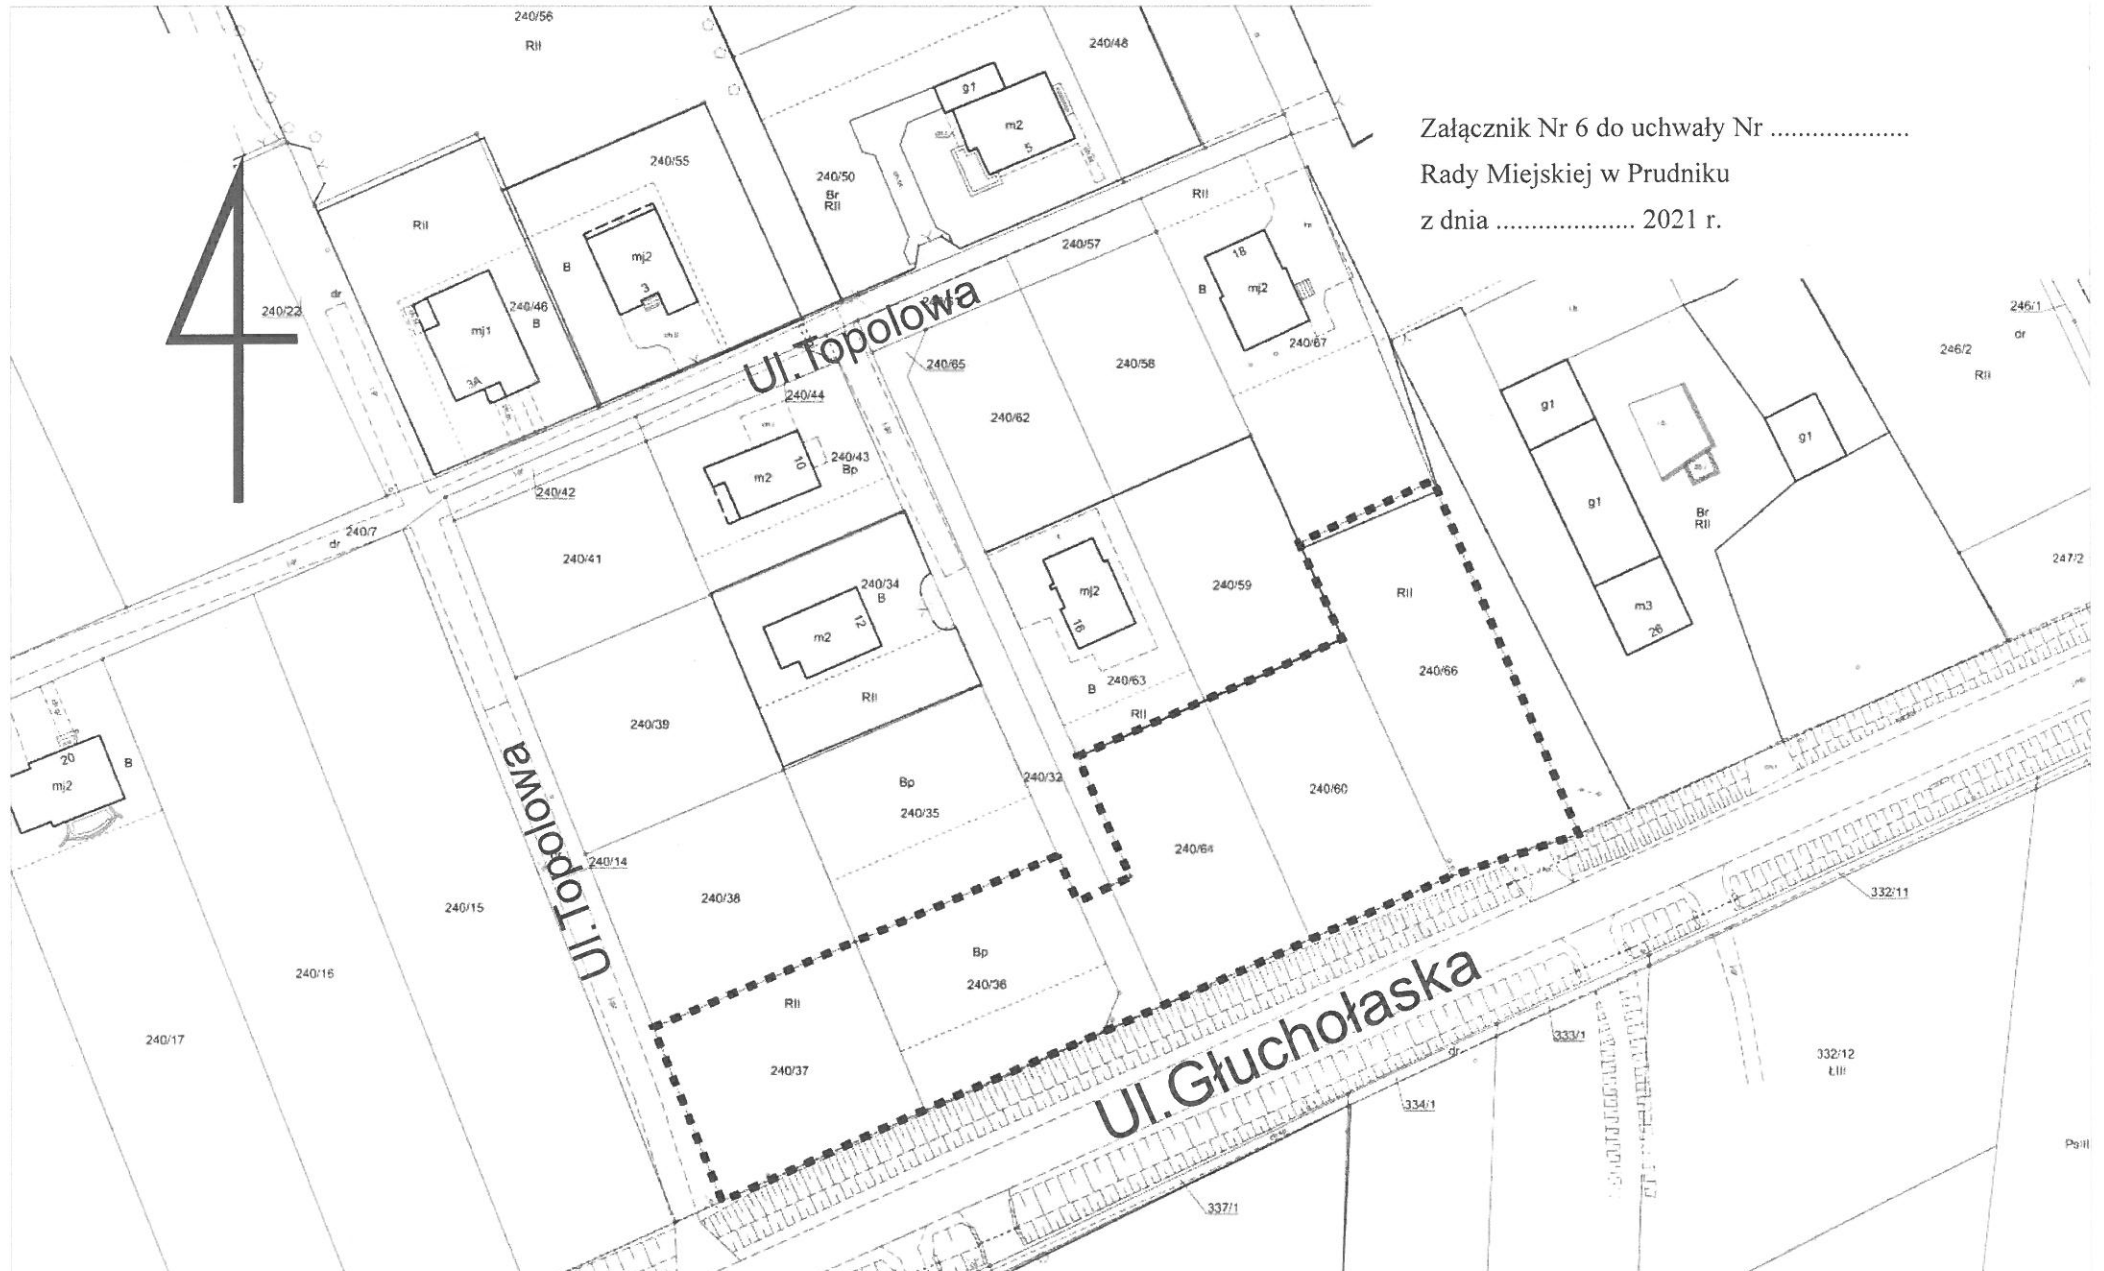 Załącznik Nr 6 do uchwały Nr ....................
Rady Miejskiej w Prudniku
z dnia .................... 2021 r.
240/56
RII
240/48
g1
m2
5
240/55
240/50
Br
RII
RII
RII
240/57
B
mj2
3
240/22
dr
240/46
B
mj1
3A
18
B
mj2
240/67
246/1
dr
246/2
RII
Ul.Topolowa
240/65
240/58
240/44
240/62
g1
g1
g1
240/43
Bp
m2
10
240/42
240/7
dr
240/41
Br
RII
247/2
240/34
B
m2
12
RII
mj2
16
240/59
RII
m3
26
240/66
B
240/63
RII
240/39
20
mj2
B
Ul.Topolowa
Bp
240/35
240/32
240/60
240/64
240/14
240/38
240/15
332/11
240/16
Bp
240/36
RII
240/37
240/17
Ul.Głuchołaska
333/1
dr
334/1
332/12
ŁIII
PsIII
337/1